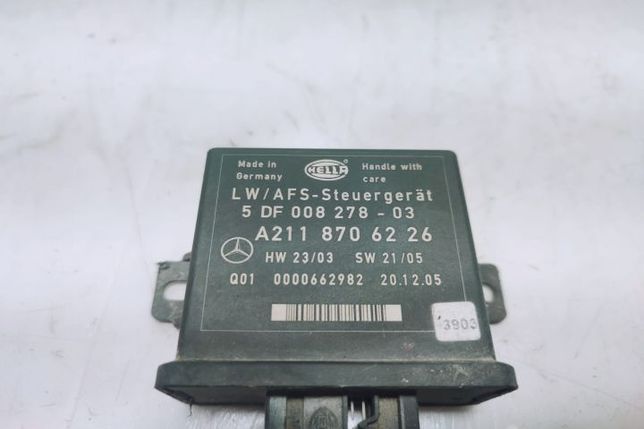 Made in
Germany
HELLA
Handle with
care
LW/AFS-Steuergerät
5 DF 008 278 - 03
A211 870 62 26
HW 23/03 SW 21/05
Q01 0000662982 20.12.05
3903